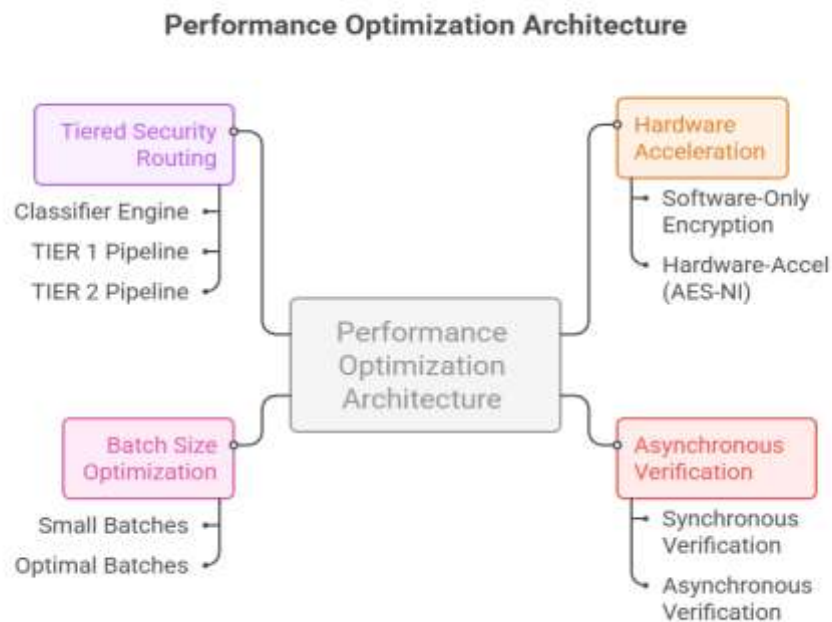 Performance Optimization Architecture
Tiered Security
Routing
Classifier Engine
TIER 1 Pipeline
TIER 2 Pipeline
Hardware
Acceleration
Software-Only
Encryption
Hardware-Accel
(AES-NI)
Performance
Optimization
Architecture
Batch Size
Optimization
Small Batches
Optimal Batches
Asynchronous
Verification
Synchronous
Verification
Asynchronous
Verification